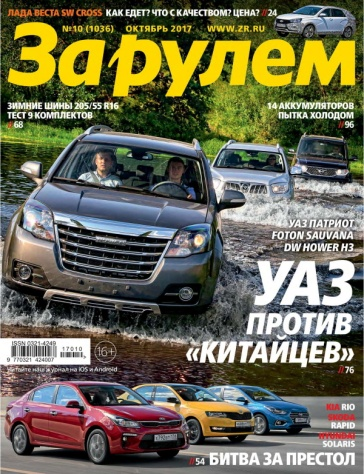 ЛАДА ВЕСТА SW CROSS КАК ЕДЕТ? ЧТО С КАЧЕСТВОМ? ЦЕНА? //24
№10 (1036) ОКТЯБРЬ 2017 WWW.ZR.RU
За рулем
ЗИМНИЕ ШИНЫ 205/55 R16
ТЕСТ 9 КОМПЛЕКТОВ
//68
14 АККУМУЛЯТОРОВ
ПЫТКА ХОЛОДОМ
//96
УАЗ ПАТРИОТ
FOTON SAUVANA
DW HOWER H3
УАЗ
ПРОТИВ
«КИТАЙЦЕВ»
//76
ISSN 0321-4249
17010
9 770321 424007
16+
Читайте наш журнал на iOS и Android
KIA RIO
SKODA
RAPID
HYUNDAI
SOLARIS
//54 БИТВА ЗА ПРЕСТОЛ